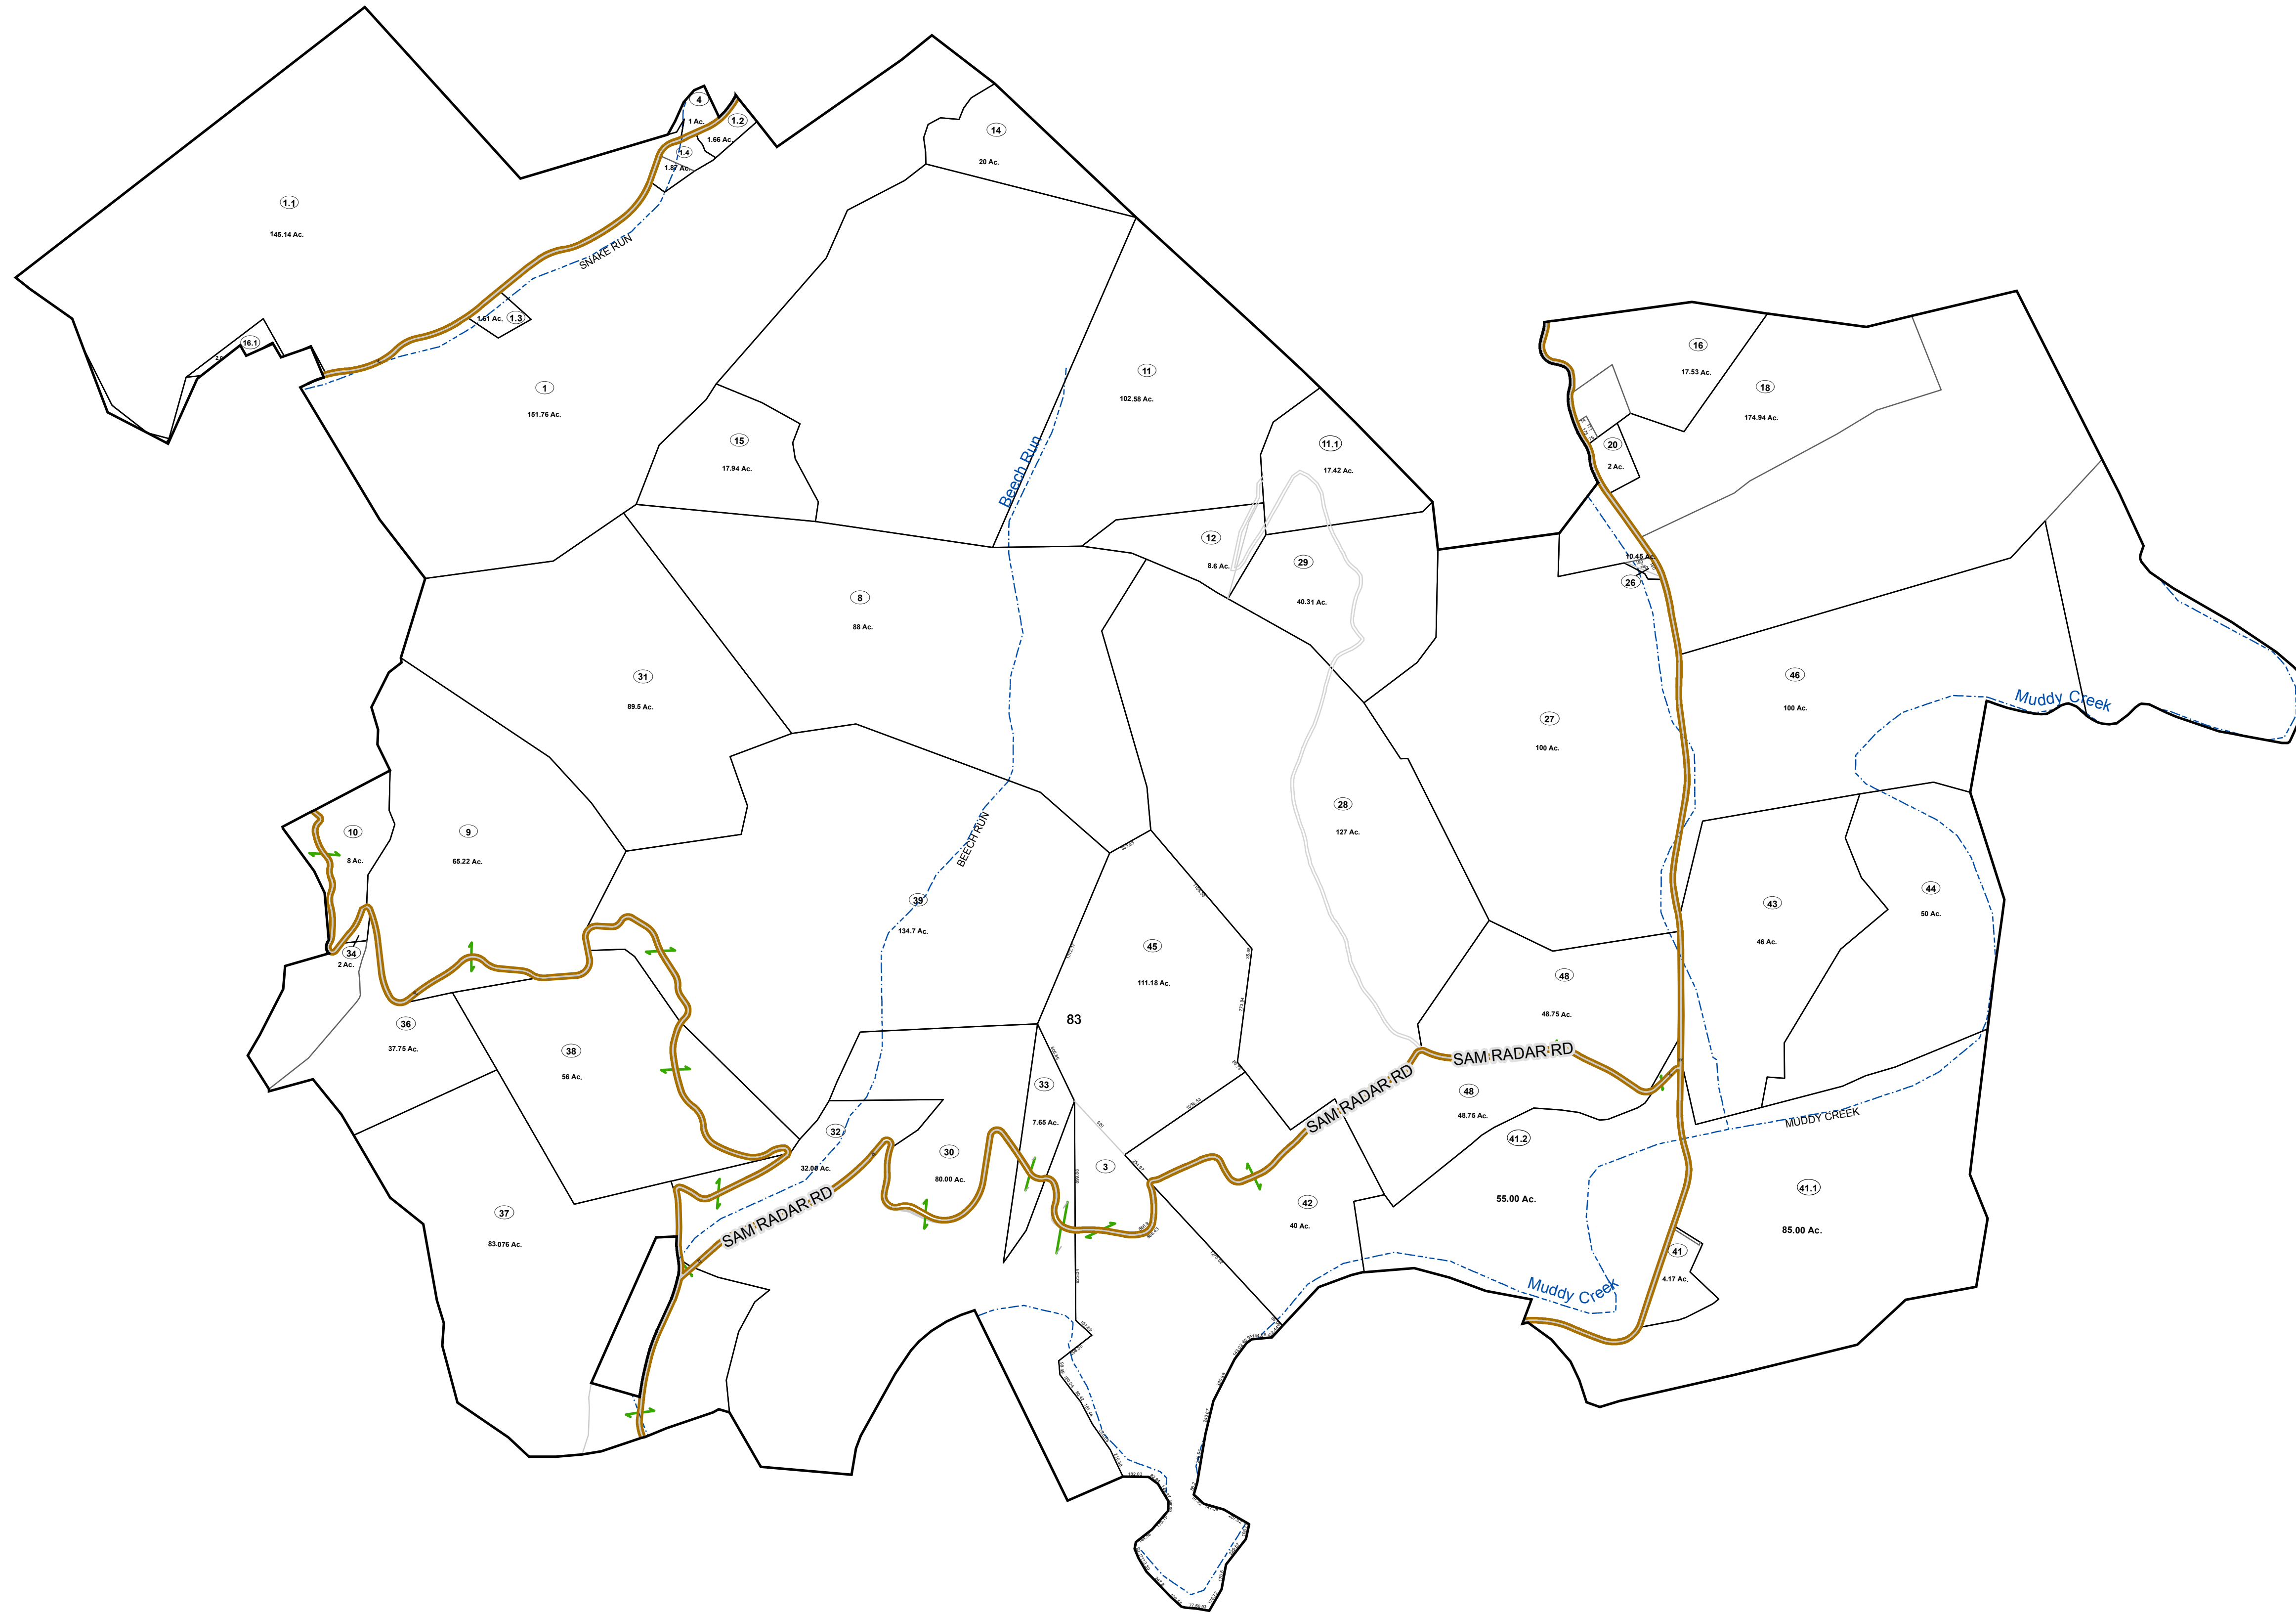 4
1 Ac.
1.2
1.66 Ac.
1.4
1.87 Ac.
14
20 Ac.
1.1
145.14 Ac.
SNAKE RUN
1.61 Ac.
1.3
16.1
1
151.76 Ac.
15
17.94 Ac.
11
102.58 Ac.
Beech Run
11.1
17.42 Ac.
16
17.53 Ac.
18
174.94 Ac.
20
2 Ac.
12
8.6 Ac.
29
40.31 Ac.
10.45 Ac.
26
8
88 Ac.
31
89.5 Ac.
46
100 Ac.
Muddy Creek
27
100 Ac.
28
127 Ac.
10
8 Ac.
9
65.22 Ac.
BEECH RUN
39
134.7 Ac.
45
111.18 Ac.
43
46 Ac.
44
50 Ac.
34
2 Ac.
48
48.75 Ac.
83
36
37.75 Ac.
38
56 Ac.
SAM RADAR RD
SAM RADAR RD
48
48.75 Ac.
33
7.65 Ac.
MUDDY CREEK
32
32.00 Ac.
30
80.00 Ac.
3
41.2
55.00 Ac.
41.1
85.00 Ac.
42
40 Ac.
37
83.076 Ac.
SAM RADAR RD
41
4.17 Ac.
Muddy Creek
182.03